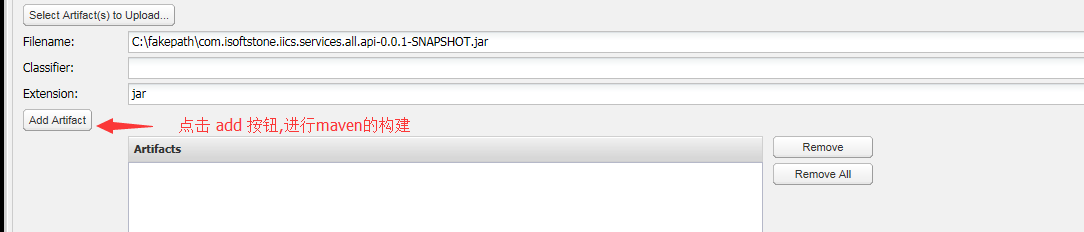 Select Artifact(s) to Upload...
Filename: C:\fakepath\com.isoftstone.iics.services.all.api-0.0.1-SNAPSHOT.jar
Classifier:
Extension: jar
Add Artifact 点击 add 按钮,进行maven的构建
Artifacts Remove
Remove All